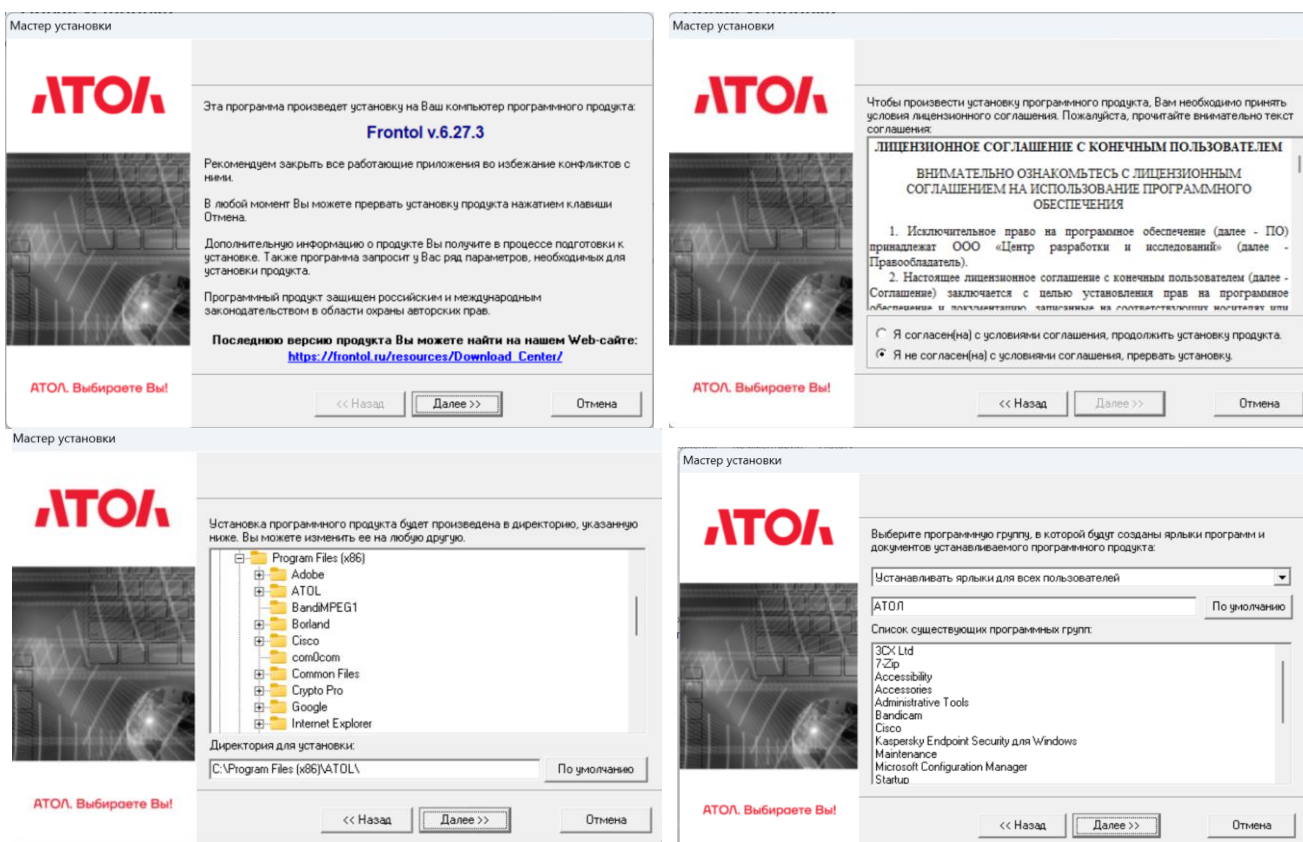 Мастер установки
АТОЛ
Эта программа произведет установку на Ваш компьютер программного продукта:
Frontol v.6.27.3
Рекомендуем закрыть все работающие приложения во избежание конфликтов с
ними.
В любой момент Вы можете прервать установку продукта нажатием клавиши
Отмена.
Дополнительную информацию о продукте Вы получите в процессе подготовки к
установке. Также программа запросит у Вас ряд параметров, необходимых для
установки продукта.
Программный продукт защищен российским и международным
законодательством в области охраны авторских прав.
Последнюю версию продукта Вы можете найти на нашем Web-сайте:
https://frontol.ru/resources/Download_Center/
АТОЛ. Выбираете Вы!
<< Назад Далее >> Отмена
Мастер установки
АТОЛ
Чтобы произвести установку программного продукта, Вам необходимо принять
условия лицензионного соглашения. Пожалуйста, прочитайте внимательно текст
соглашения:
ЛИЦЕНЗИОННОЕ СОГЛАШЕНИЕ С КОНЕЧНЫМ ПОЛЬЗОВАТЕЛЕМ
ВНИМАТЕЛЬНО ОЗНАКОМЬТЕСЬ С ЛИЦЕНЗИОННЫМ
СОГЛАШЕНИЕМ НА ИСПОЛЬЗОВАНИЕ ПРОГРАММНОГО
ОБЕСПЕЧЕНИЯ
1. Исключительное право на программное обеспечение (далее - ПО)
принадлежат ООО «Центр разработки и исследований» (далее -
Правообладатель).
2. Настоящее лицензионное соглашение с конечным пользователем (далее -
Соглашение) заключается с целью установления прав на программное
обеспечение и документацию, записанные на соответствующих носителях или
Я согласен(на) с условиями соглашения, продолжить установку продукта.
Я не согласен(на) с условиями соглашения, прервать установку.
АТОЛ. Выбираете Вы!
<< Назад Далее >> Отмена
Мастер установки
АТОЛ
Установка программного продукта будет произведена в директорию, указанную
ниже. Вы можете изменить ее на любую другую.
Program Files (x86)
Adobe
ATOL
BandiMPEG1
Borland
Cisco
com0com
Common Files
Crypto Pro
Google
Internet Explorer
Директория для установки:
C:\Program Files (x86)\ATOL\ По умолчанию
АТОЛ. Выбираете Вы!
<< Назад Далее >> Отмена
Мастер установки
АТОЛ
Выберите программную группу, в которой будут созданы ярлыки программ и
документов устанавливаемого программного продукта:
Устанавливать ярлыки для всех пользователей
АТОЛ По умолчанию
Список существующих программных групп:
3CX Ltd
7-Zip
Accessibility
Accessories
Administrative Tools
Bandicam
Cisco
Kaspersky Endpoint Security для Windows
Maintenance
Microsoft Configuration Manager
Startup
АТОЛ. Выбираете Вы!
<< Назад Далее >> Отмена